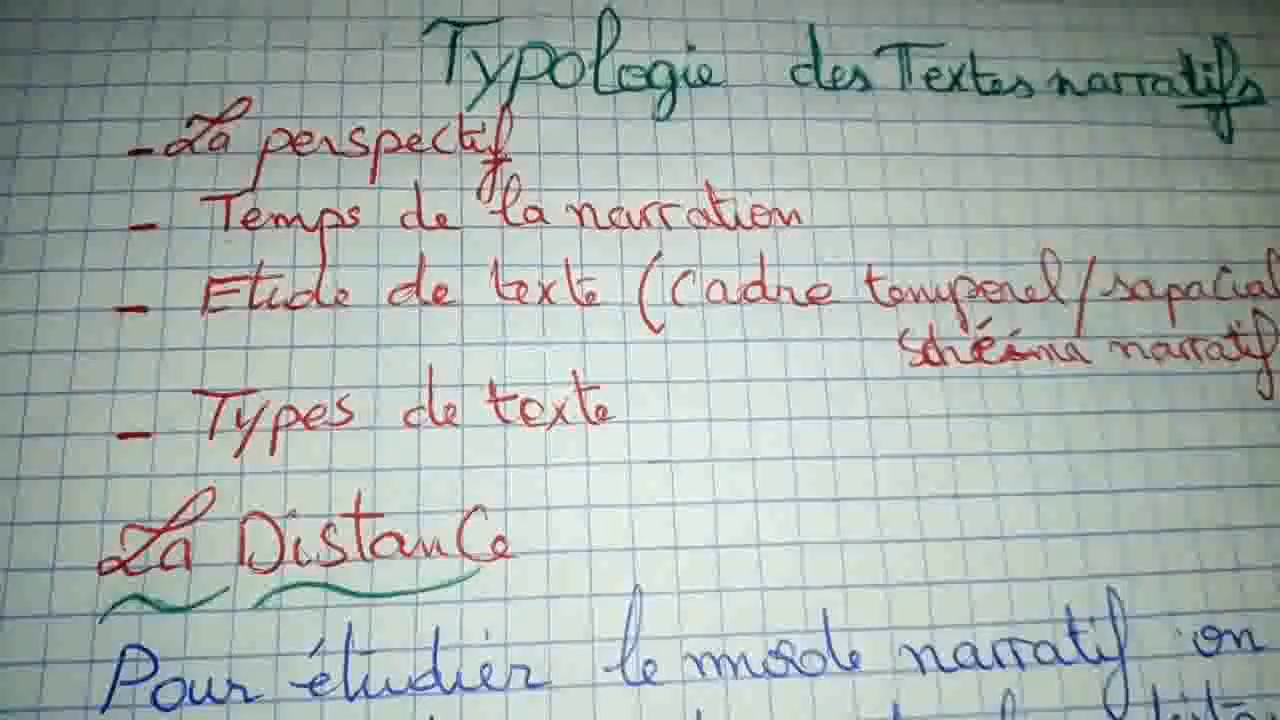 Typologie des Textes narratifs
- La perspectif
- Temps de la narration
- Etide de texte (cadre temporel/sapacial
schéma narratif
- Types de texte
La Distance
Pour étudier le mode narratif on